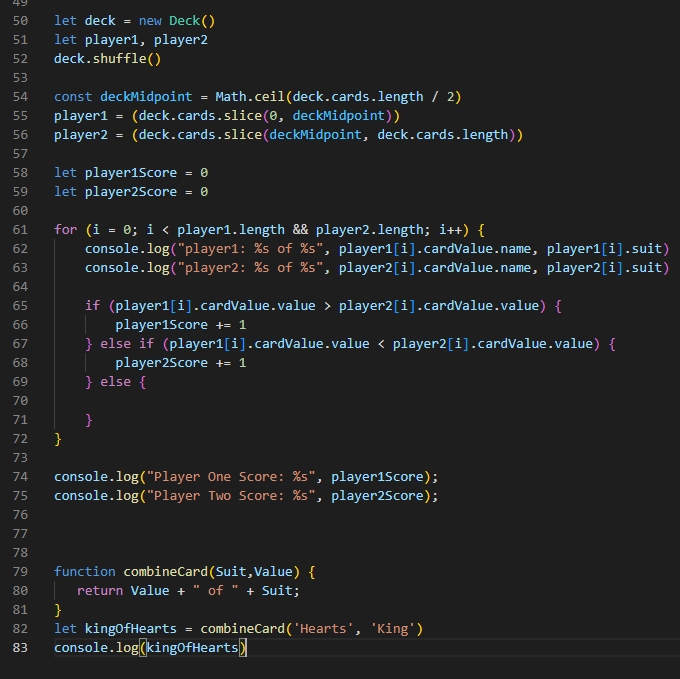 49
50 let deck = new Deck()
51 let player1, player2
52 deck.shuffle()
53
54 const deckMidpoint = Math.ceil(deck.cards.length / 2)
55 player1 = (deck.cards.slice(0, deckMidpoint))
56 player2 = (deck.cards.slice(deckMidpoint, deck.cards.length))
57
58 let player1Score = 0
59 let player2Score = 0
60
61 for (i = 0; i < player1.length && player2.length; i++) {
62     console.log("player1: %s of %s", player1[i].cardValue.name, player1[i].suit)
63     console.log("player2: %s of %s", player2[i].cardValue.name, player2[i].suit)
64
65     if (player1[i].cardValue.value > player2[i].cardValue.value) {
66         player1Score += 1
67     } else if (player1[i].cardValue.value < player2[i].cardValue.value) {
68         player2Score += 1
69     } else {
70
71     }
72 }
73
74 console.log("Player One Score: %s", player1Score);
75 console.log("Player Two Score: %s", player2Score);
76
77
78
79 function combineCard(Suit,Value) {
80    return Value + " of " + Suit;
81 }
82 let kingOfHearts = combineCard('Hearts', 'King')
83 console.log(kingOfHearts)